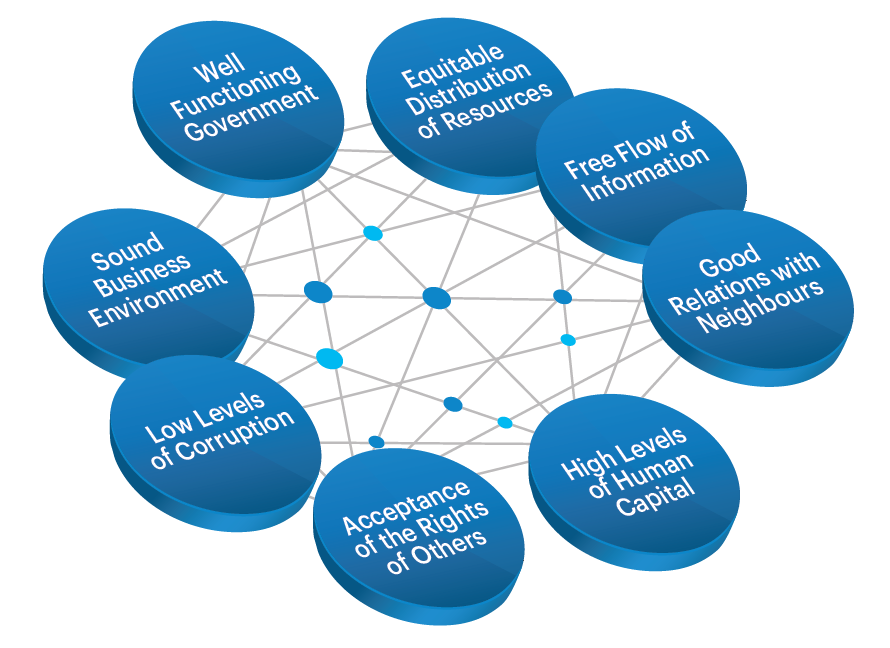 Well
Functioning
Government
Equitable
Distribution
of Resources
Free Flow of
Information
Good
Relations with
Neighbours
High Levels
of Human
Capital
Acceptance
of the Rights
of Others
Low Levels
of Corruption
Sound
Business
Environment